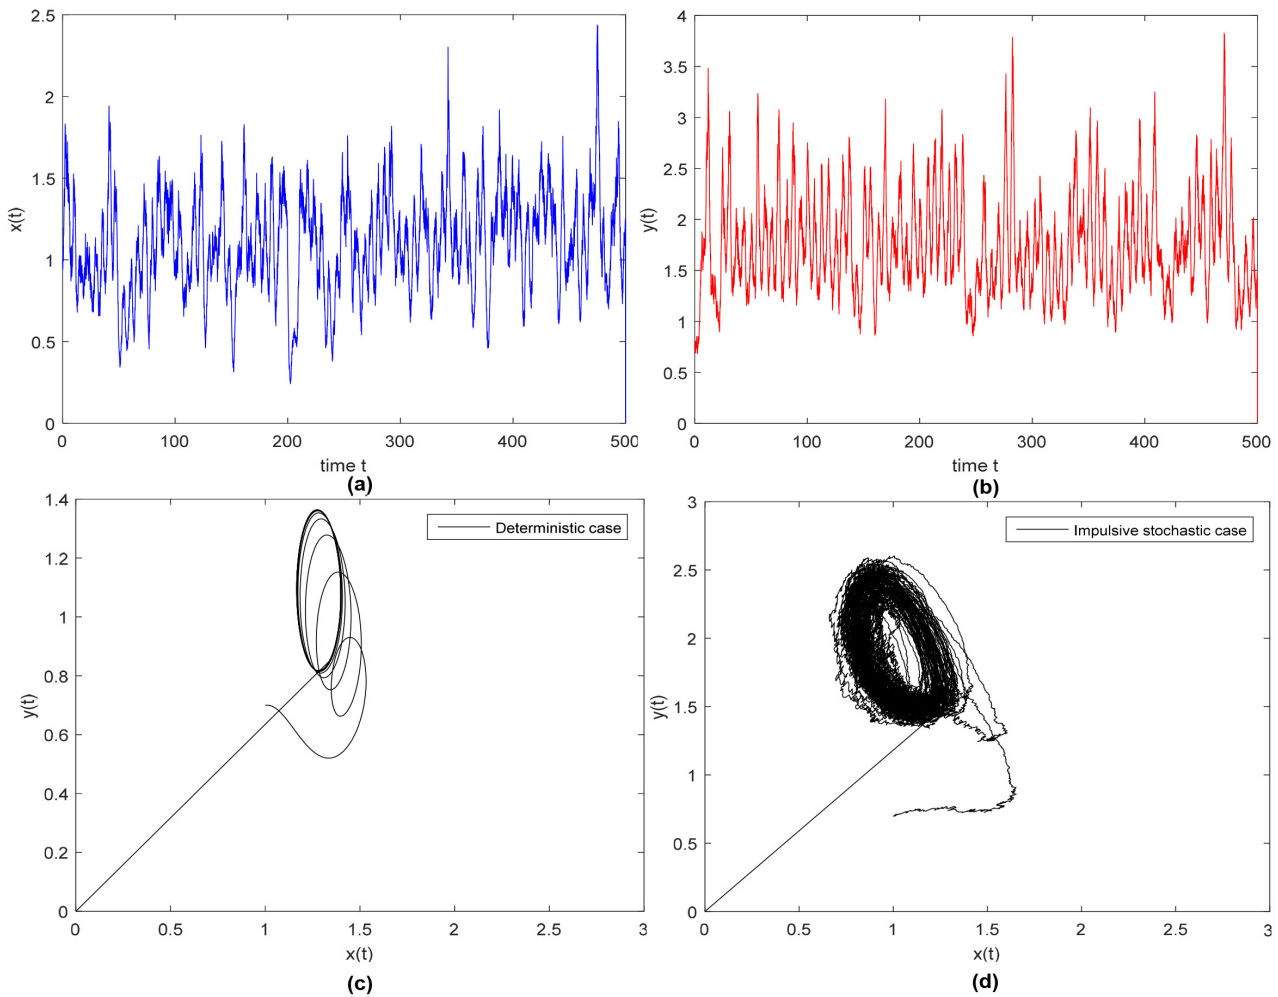 2.5
2
1.5
1
0.5
0
x(t)
0 100 200 300 400 500
time t
(a)
4
3.5
3
2.5
2
1.5
1
0.5
0
y(t)
0 100 200 300 400 500
time t
(b)
1.4
1.2
1
0.8
0.6
0.4
0.2
0
y(t)
Deterministic case
0 0.5 1 1.5 2 2.5 3
x(t)
(c)
3
2.5
2
1.5
1
0.5
0
y(t)
Impulsive stochastic case
0 0.5 1 1.5 2 2.5 3
x(t)
(d)